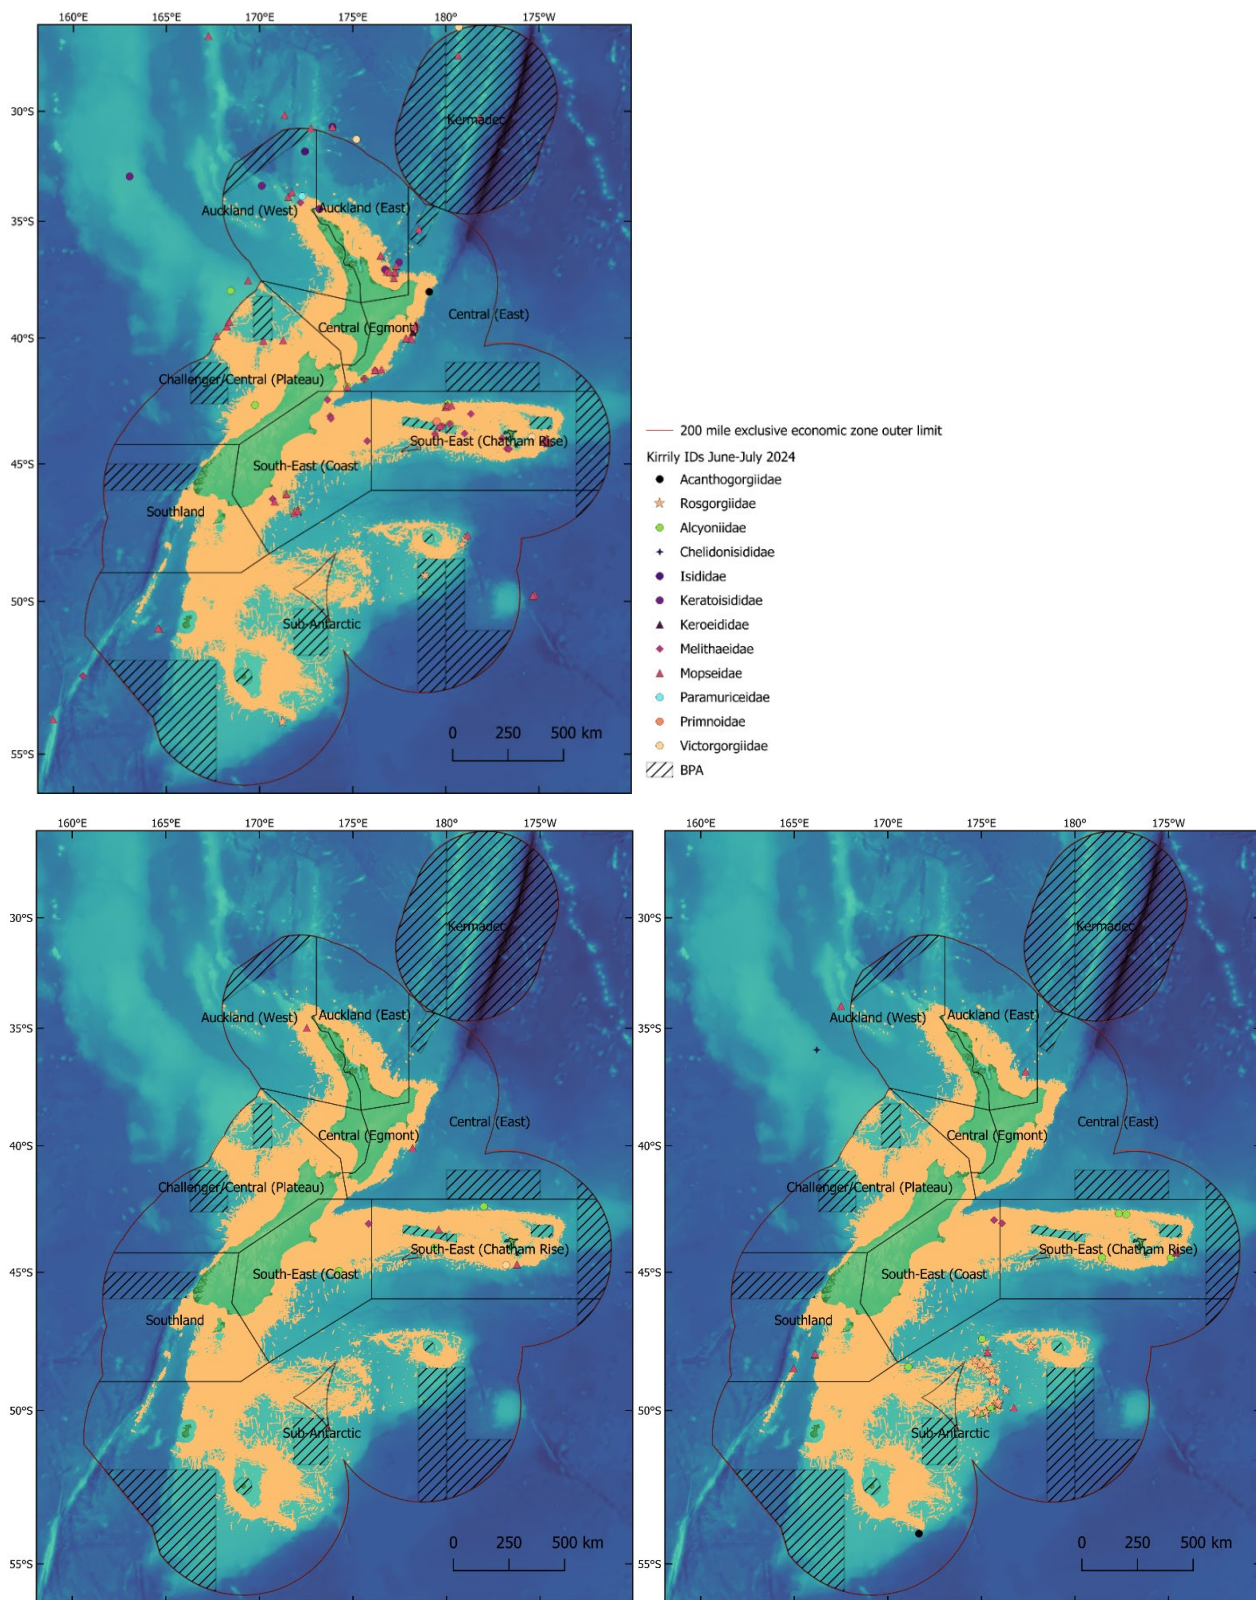 160°E 165°E 170°E 175°E 180° 175°W
30°S
Kermadec
35°S
Auckland (West) Auckland (East)
Central (East)
Central (Egmont)
40°S
Challenger/Central (Plateau)
South-East (Chatham Rise)
45°S
South-East (Coast
Southland
50°S
Sub-Antarctic
0 250 500 km
55°S
200 mile exclusive economic zone outer limit
Kirrily IDs June-July 2024
Acanthogorgiidae
Rosgorgiidae
Alcyoniidae
Chelidonisididae
Isididae
Keratoisididae
Keroeididae
Melithaeidae
Mopseidae
Paramuriceidae
Primnoidae
Victorgorgiidae
BPA
160°E 165°E 170°E 175°E 180° 175°W
30°S
Kermadec
35°S
Auckland (West) Auckland (East)
Central (East)
Central (Egmont)
40°S
Challenger/Central (Plateau)
South-East (Chatham Rise)
45°S
South-East (Coast
Southland
50°S
Sub-Antarctic
0 250 500 km
55°S
160°E 165°E 170°E 175°E 180° 175°W
30°S
Kermadec
35°S
Auckland (West) Auckland (East)
Central (East)
Central (Egmont)
40°S
Challenger/Central (Plateau)
South-East (Chatham Rise)
45°S
South-East (Coast
Southland
50°S
Sub-Antarctic
0 250 500 km
55°S